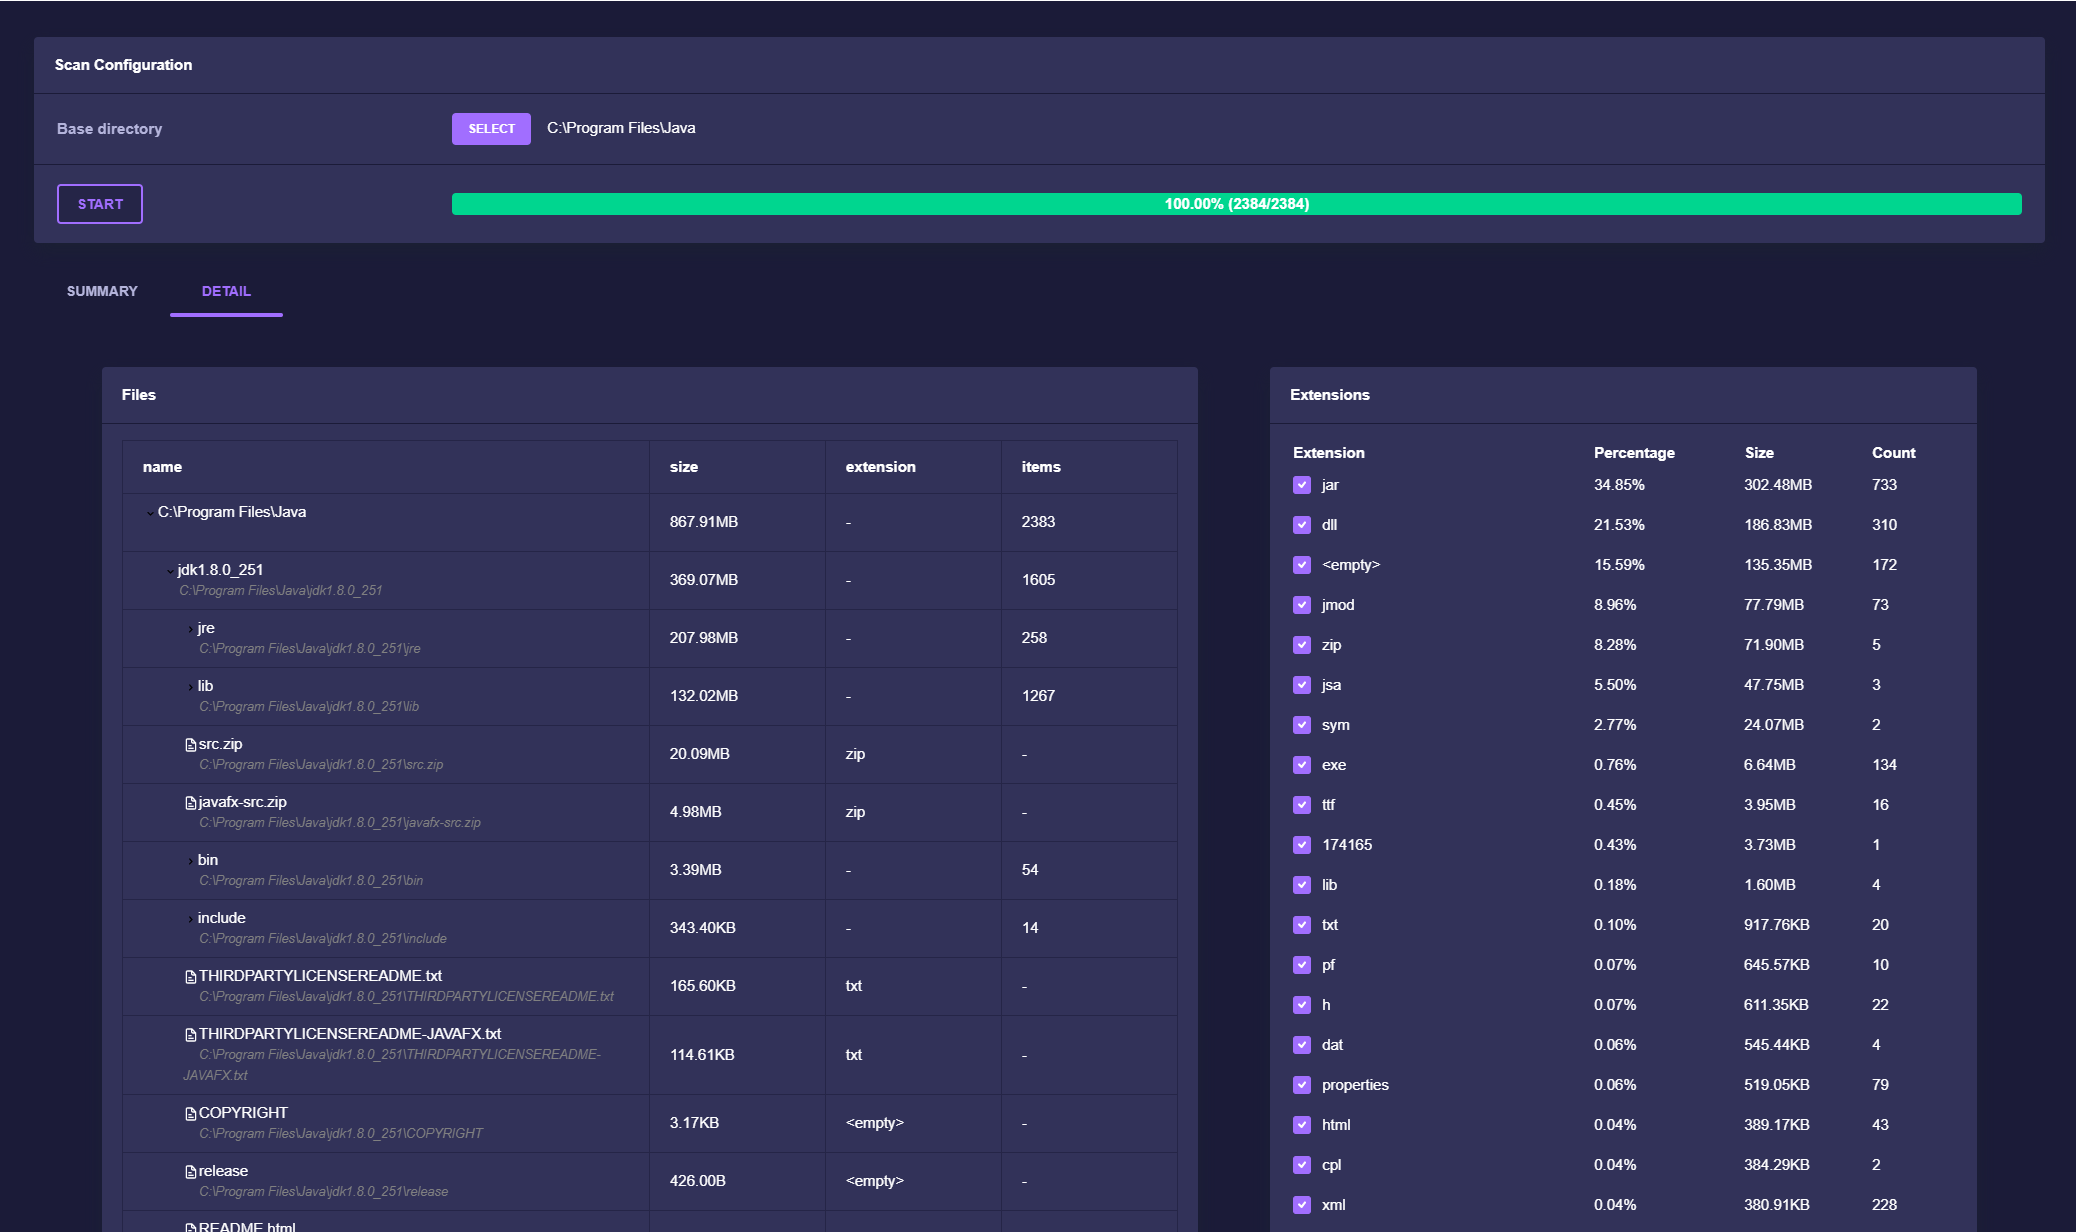 Scan Configuration
Base directory SELECT C:\Program Files\Java
START 100.00% (2384/2384)
SUMMARY DETAIL
Files
name size extension items
C:\Program Files\Java 867.91MB - 2383
jdk1.8.0_251 369.07MB - 1605
C:\Program Files\Java\jdk1.8.0_251
jre 207.98MB - 258
C:\Program Files\Java\jdk1.8.0_251\jre
lib 132.02MB - 1267
C:\Program Files\Java\jdk1.8.0_251\lib
src.zip 20.09MB zip -
C:\Program Files\Java\jdk1.8.0_251\src.zip
javafx-src.zip 4.98MB zip -
C:\Program Files\Java\jdk1.8.0_251\javafx-src.zip
bin 3.39MB - 54
C:\Program Files\Java\jdk1.8.0_251\bin
include 343.40KB - 14
C:\Program Files\Java\jdk1.8.0_251\include
THIRDPARTYLICENSEREADME.txt 165.60KB txt -
C:\Program Files\Java\jdk1.8.0_251\THIRDPARTYLICENSEREADME.txt
THIRDPARTYLICENSEREADME-JAVAFX.txt 114.61KB txt -
C:\Program Files\Java\jdk1.8.0_251\THIRDPARTYLICENSEREADME-
JAVAFX.txt
COPYRIGHT 3.17KB <empty> -
C:\Program Files\Java\jdk1.8.0_251\COPYRIGHT
release 426.00B <empty> -
C:\Program Files\Java\jdk1.8.0_251\release
README.html
Extensions
Extension Percentage Size Count
jar 34.85% 302.48MB 733
dll 21.53% 186.83MB 310
<empty> 15.59% 135.35MB 172
jmod 8.96% 77.79MB 73
zip 8.28% 71.90MB 5
jsa 5.50% 47.75MB 3
sym 2.77% 24.07MB 2
exe 0.76% 6.64MB 134
ttf 0.45% 3.95MB 16
174165 0.43% 3.73MB 1
lib 0.18% 1.60MB 4
txt 0.10% 917.76KB 20
pf 0.07% 645.57KB 10
h 0.07% 611.35KB 22
dat 0.06% 545.44KB 4
properties 0.06% 519.05KB 79
html 0.04% 389.17KB 43
cpl 0.04% 384.29KB 2
xml 0.04% 380.91KB 228